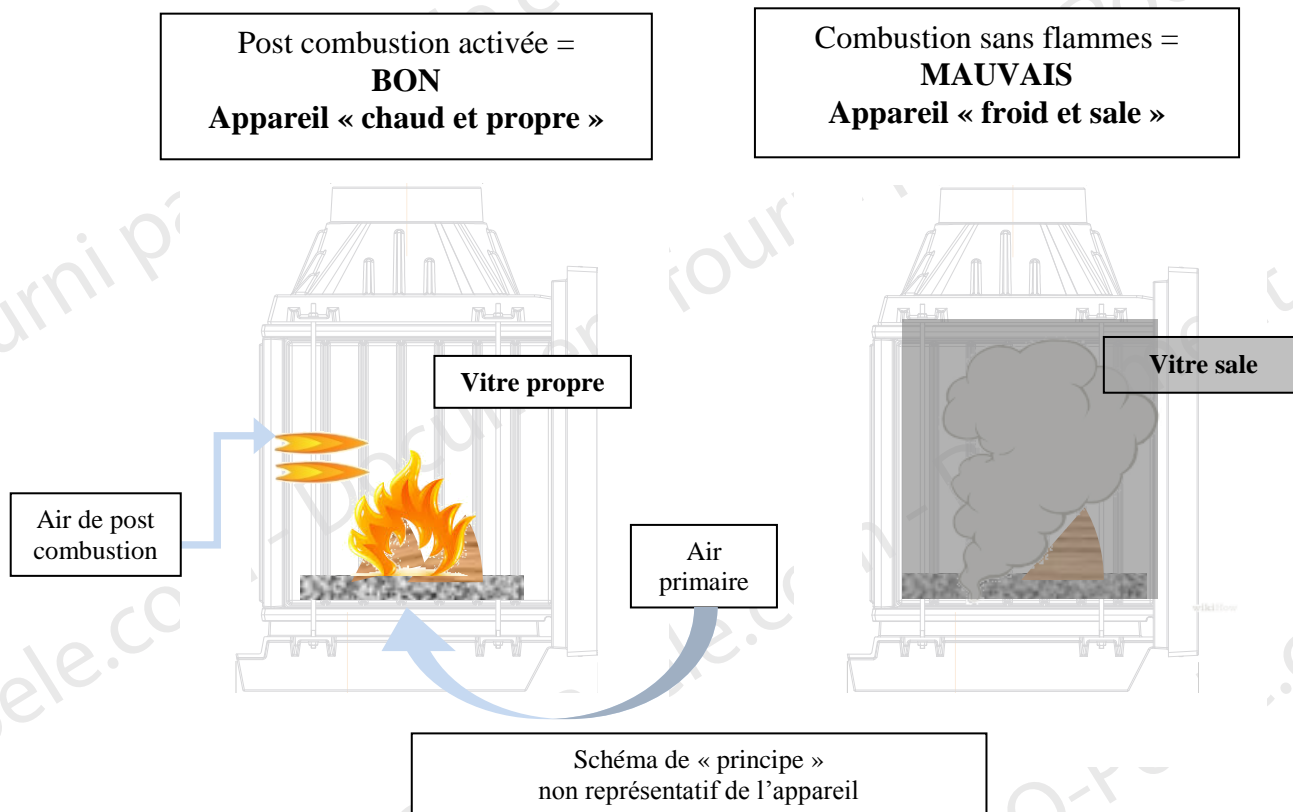 Post combustion activée =
BON
Appareil « chaud et propre »
Combustion sans flammes =
MAUVAIS
Appareil « froid et sale »
Vitre propre
Vitre sale
Air de post
combustion
Air
primaire
Schéma de « principe »
non représentatif de l'appareil